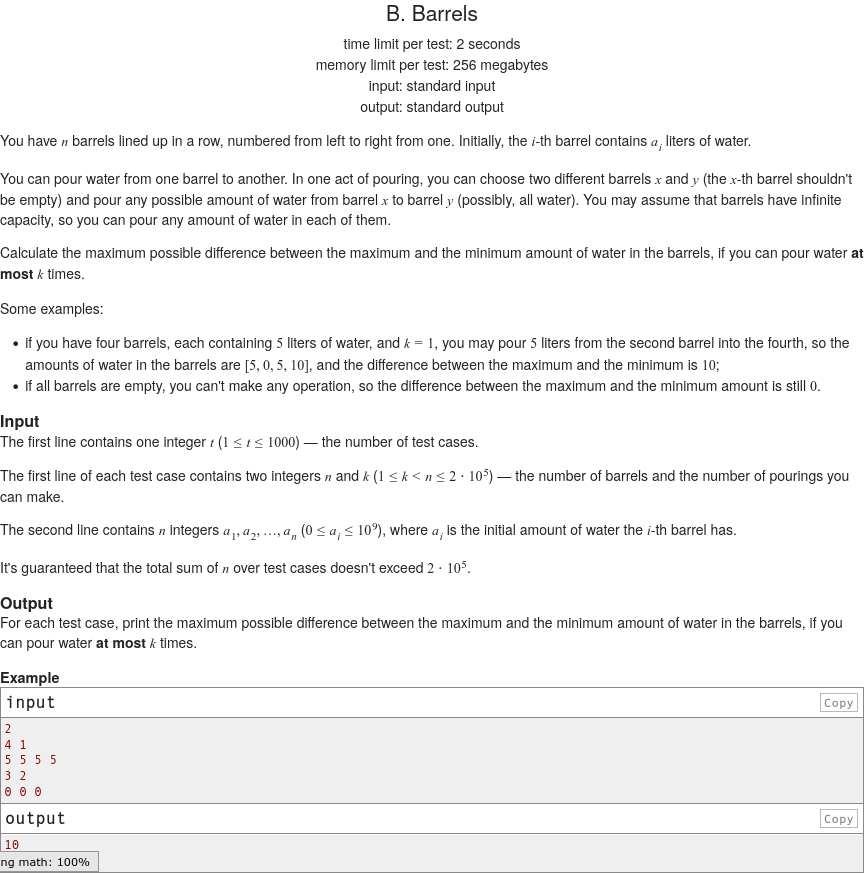 B. Barrels
time limit per test: 2 seconds
memory limit per test: 256 megabytes
input: standard input
output: standard output
You have n barrels lined up in a row, numbered from left to right from one. Initially, the i-th barrel contains a_i liters of water.
You can pour water from one barrel to another. In one act of pouring, you can choose two different barrels x and y (the x-th barrel shouldn't
be empty) and pour any possible amount of water from barrel x to barrel y (possibly, all water). You may assume that barrels have infinite
capacity, so you can pour any amount of water in each of them.
Calculate the maximum possible difference between the maximum and the minimum amount of water in the barrels, if you can pour water at
most k times.
Some examples:
• if you have four barrels, each containing 5 liters of water, and k = 1, you may pour 5 liters from the second barrel into the fourth, so the
amounts of water in the barrels are [5, 0, 5, 10], and the difference between the maximum and the minimum is 10;
• if all barrels are empty, you can't make any operation, so the difference between the maximum and the minimum amount is still 0.
Input
The first line contains one integer t (1 ≤ t ≤ 1000) — the number of test cases.
The first line of each test case contains two integers n and k (1 ≤ k < n ≤ 2 · 10^5) — the number of barrels and the number of pourings you
can make.
The second line contains n integers a_1, a_2, …, a_n (0 ≤ a_i ≤ 10^9), where a_i is the initial amount of water the i-th barrel has.
It's guaranteed that the total sum of n over test cases doesn't exceed 2 · 10^5.
Output
For each test case, print the maximum possible difference between the maximum and the minimum amount of water in the barrels, if you
can pour water at most k times.
Example
input Copy
2
4 1
5 5 5 5
3 2
0 0 0
output Copy
10
ng math: 100%